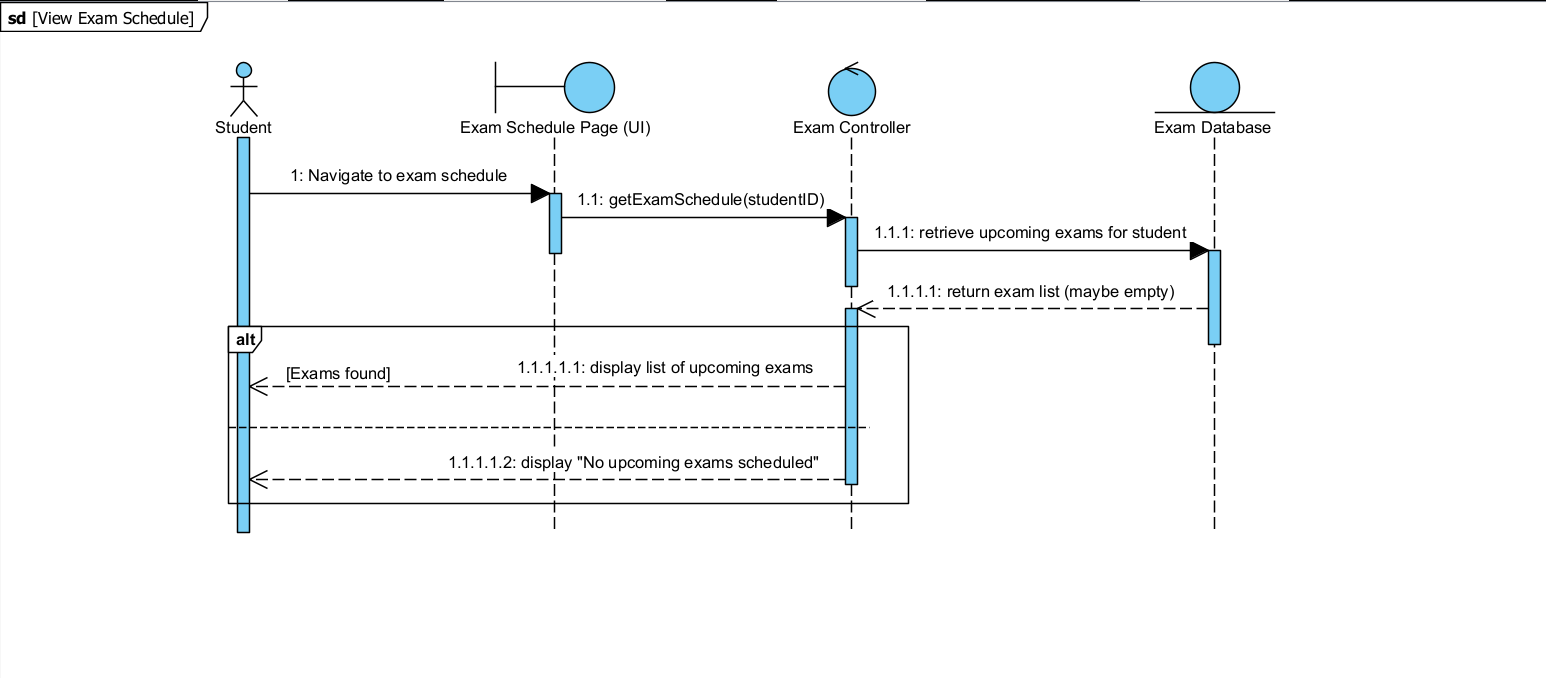 sd [View Exam Schedule]
Student
Exam Schedule Page (UI)
Exam Controller
Exam Database
1: Navigate to exam schedule
1.1: getExamSchedule(studentID)
1.1.1: retrieve upcoming exams for student
1.1.1.1: return exam list (maybe empty)
alt
[Exams found]
1.1.1.1.1: display list of upcoming exams
1.1.1.1.2: display "No upcoming exams scheduled"